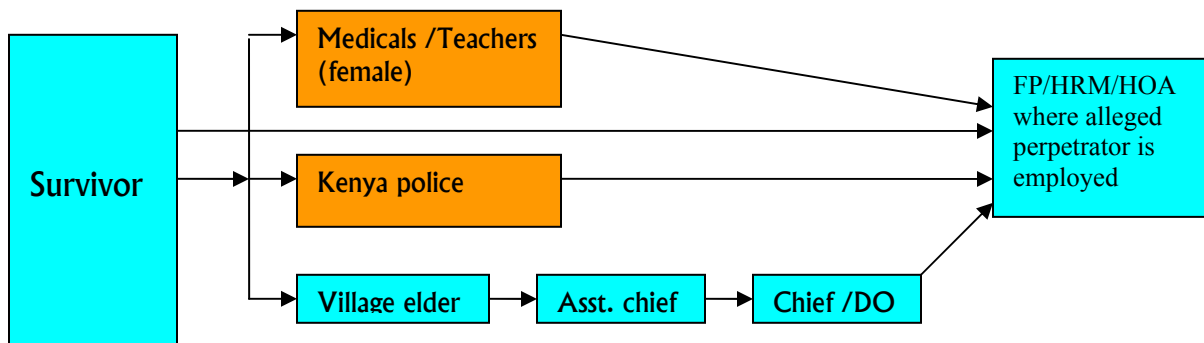 Survivor
Medicals /Teachers
(female)
Kenya police
Village elder
Asst. chief
Chief /DO
FP/HRM/HOA
where alleged
perpetrator is
employed